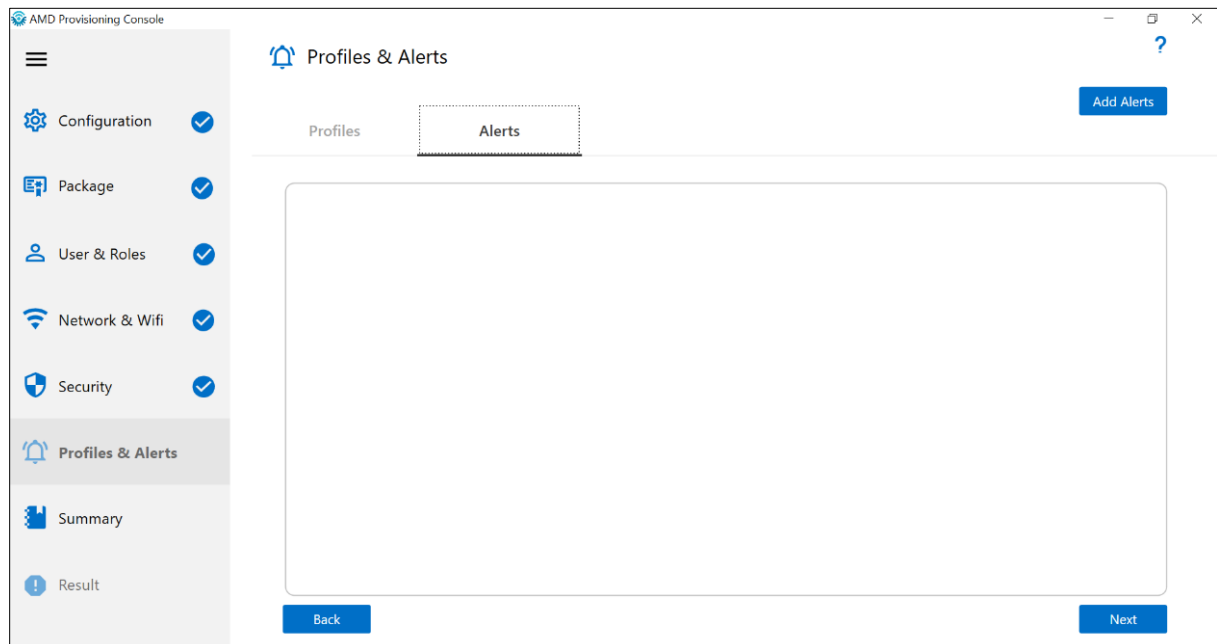 AMD Provisioning Console
Profiles & Alerts
?
Add Alerts
Configuration
Profiles
Alerts
Package
User & Roles
Network & Wifi
Security
Profiles & Alerts
Summary
Result
Back
Next